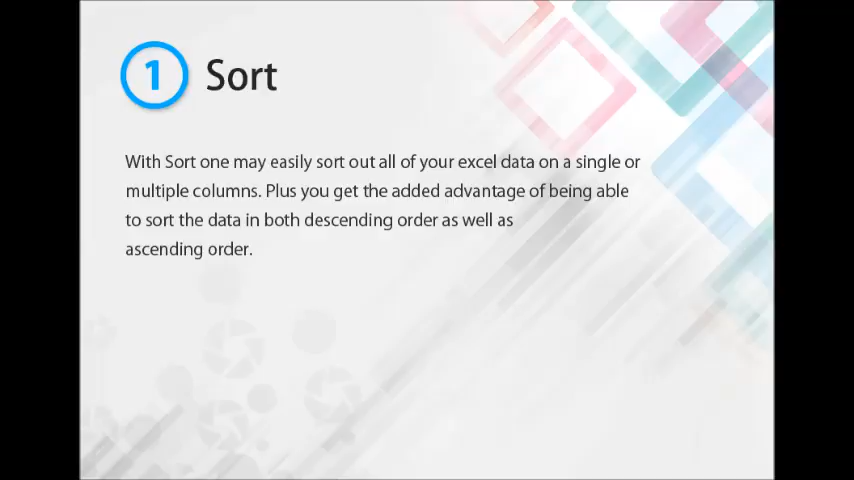 1 Sort
With Sort one may easily sort out all of your excel data on a single or
multiple columns. Plus you get the added advantage of being able
to sort the data in both descending order as well as
ascending order.